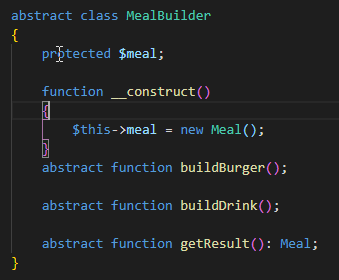 abstract class MealBuilder
{
    protected $meal;
    function __construct()
    {
        $this->meal = new Meal();
    }
    abstract function buildBurger();
    abstract function buildDrink();
    abstract function getResult(): Meal;
}